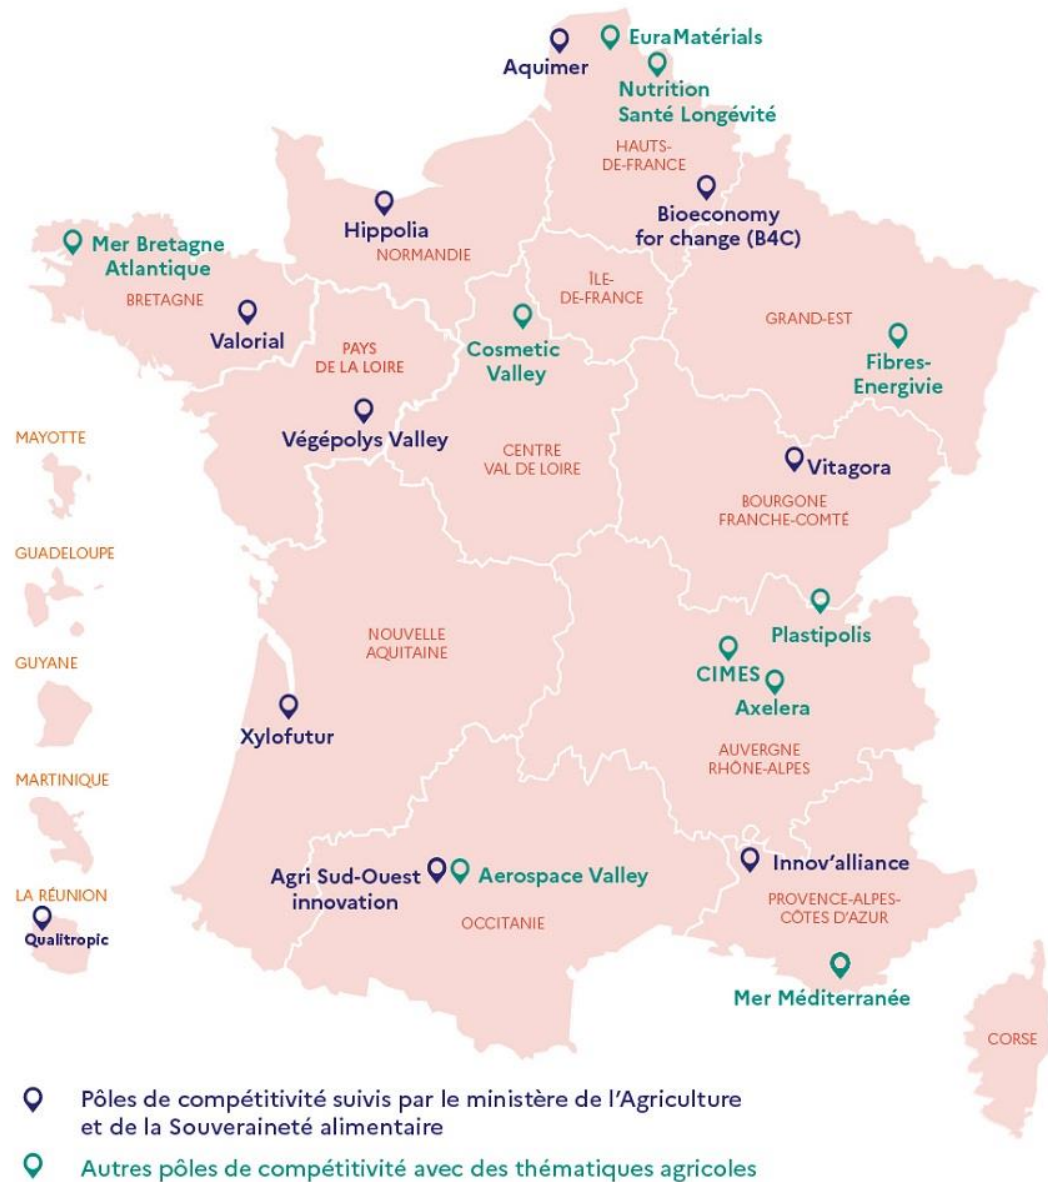 EuraMatérials
Aquimer
Nutrition
Santé Longévité
HAUTS-
DE-FRANCE
Bioeconomy
for change (B4C)
Hippolia
NORMANDIE
Mer Bretagne
Atlantique
BRETAGNE
ÎLE-
DE-FRANCE
GRAND-EST
Valorial
PAYS
DE LA LOIRE
Cosmetic
Valley
Fibres-
Energivie
Végépolys Valley
MAYOTTE
CENTRE
VAL DE LOIRE
Vitagora
BOURGONE
FRANCHE-COMTÉ
GUADELOUPE
NOUVELLE
AQUITAINE
Plastipolis
GUYANE
CIMES
Axelera
Xylofutur
AUVERGNE
RHÔNE-ALPES
MARTINIQUE
Agri Sud-Ouest
innovation
Aerospace Valley
Innov'alliance
LA RÉUNION
Qualitropic
OCCITANIE
PROVENCE-ALPES-
CÔTES D'AZUR
Mer Méditerranée
CORSE
Pôles de compétitivité suivis par le ministère de l'Agriculture
et de la Souveraineté alimentaire
Autres pôles de compétitivité avec des thématiques agricoles